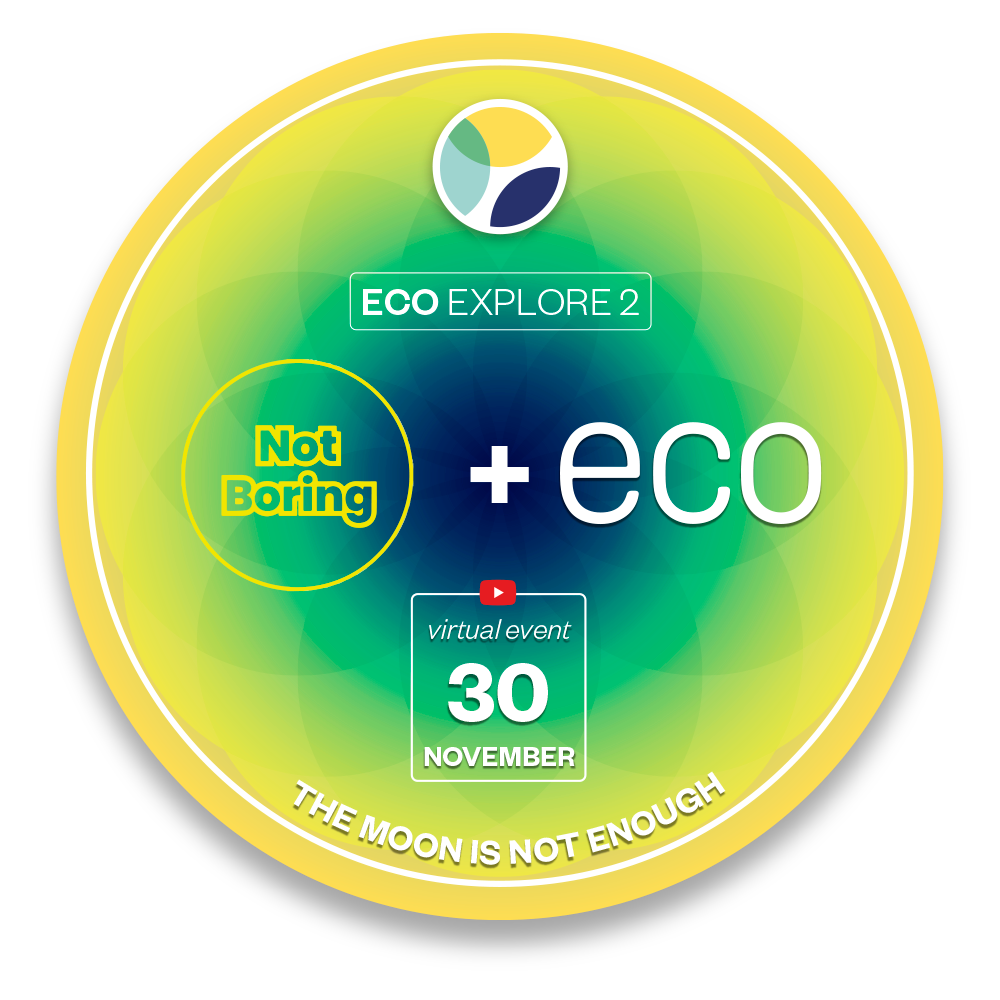 ECO EXPLORE 2
Not
Boring
+ eco
virtual event
30
NOVEMBER
THE MOON IS NOT ENOUGH